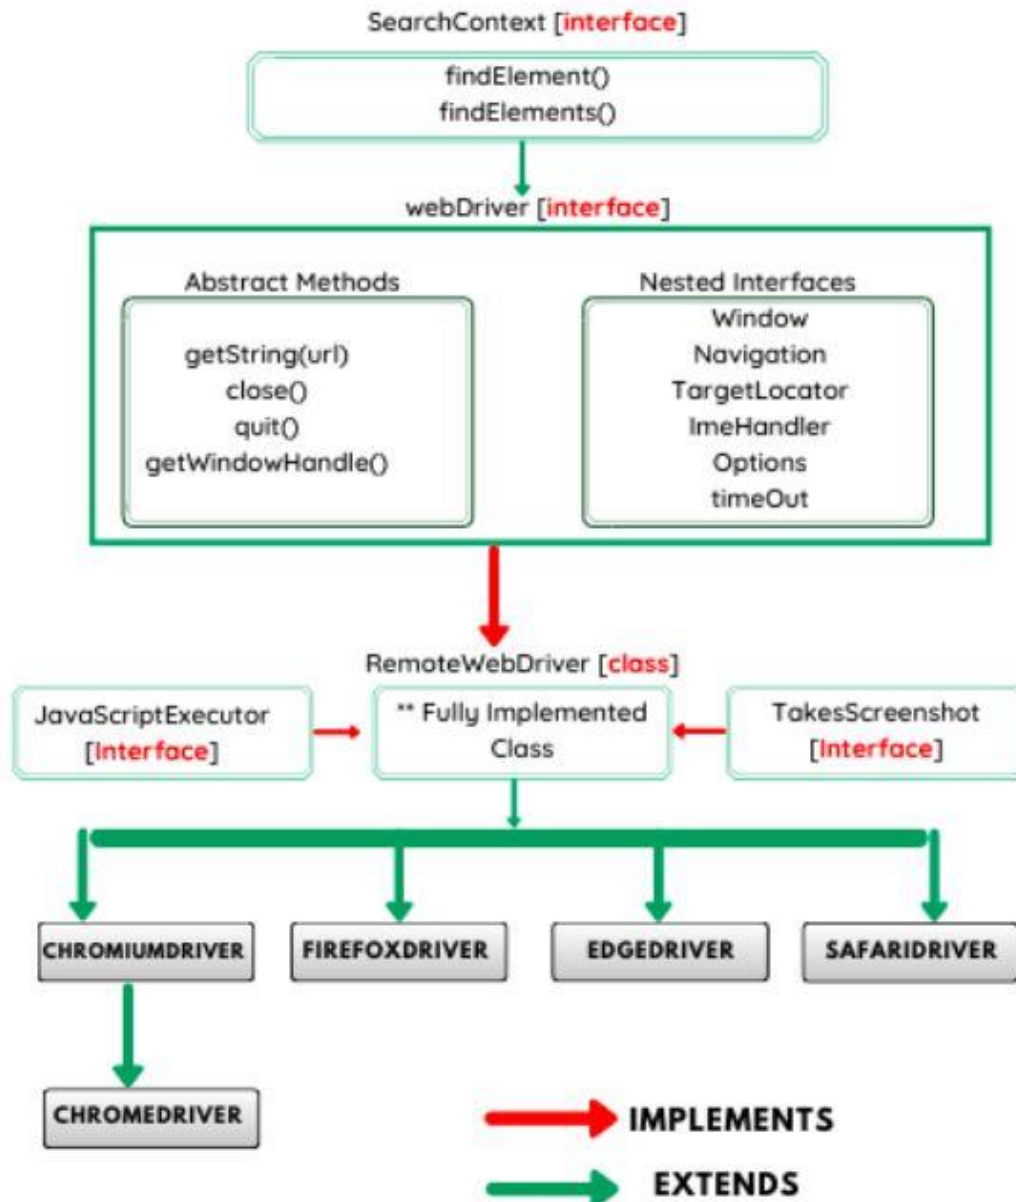 SearchContext [interface]
findElement()
findElements()
webDriver [interface]
Abstract Methods
getString(url)
close()
quit()
getWindowHandle()
Nested Interfaces
Window
Navigation
TargetLocator
ImeHandler
Options
timeOut
RemoteWebDriver [class]
JavaScriptExecutor
[Interface]
** Fully Implemented
Class
TakesScreenshot
[Interface]
CHROMIUMDRIVER
FIREFOXDRIVER
EDGEDRIVER
SAFARIDRIVER
CHROMEDRIVER
IMPLEMENTS
EXTENDS